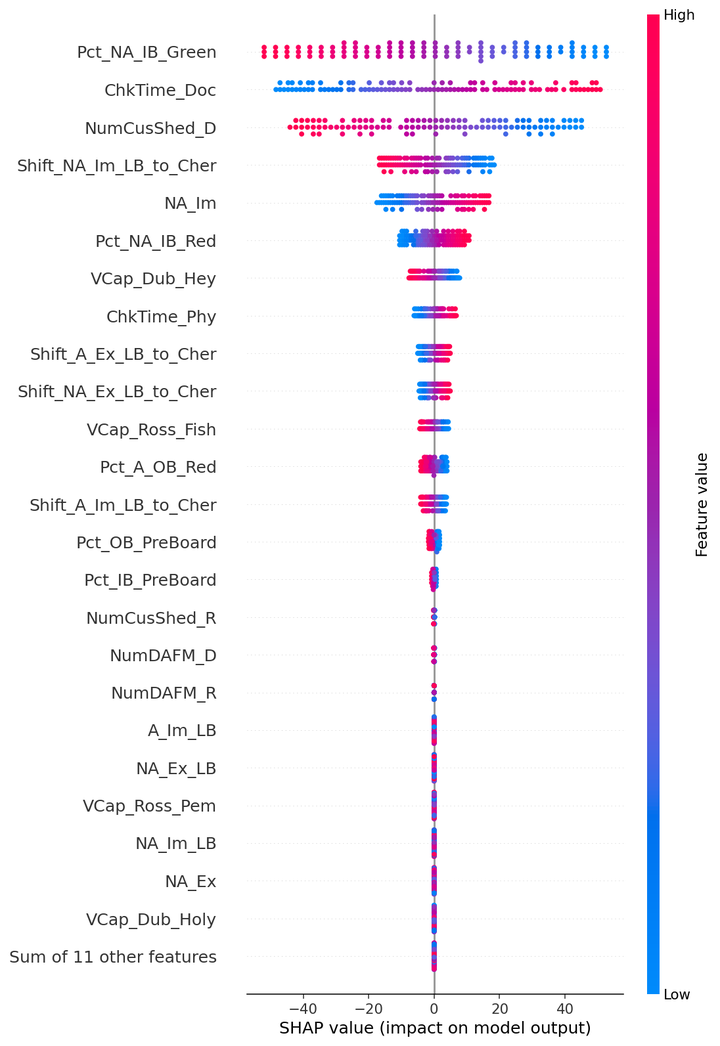 High
Pct_NA_IB_Green
ChkTime_Doc
NumCusShed_D
Shift_NA_Im_LB_to_Cher
NA_Im
Pct_NA_IB_Red
VCap_Dub_Hey
ChkTime_Phy
Shift_A_Ex_LB_to_Cher
Shift_NA_Ex_LB_to_Cher
VCap_Ross_Fish
Pct_A_OB_Red
Shift_A_Im_LB_to_Cher
Pct_OB_PreBoard
Pct_IB_PreBoard
NumCusShed_R
NumDAFM_D
NumDAFM_R
A_Im_LB
NA_Ex_LB
VCap_Ross_Pem
NA_Im_LB
NA_Ex
VCap_Dub_Holy
Sum of 11 other features
Feature value
Low
−40 −20 0 20 40
SHAP value (impact on model output)